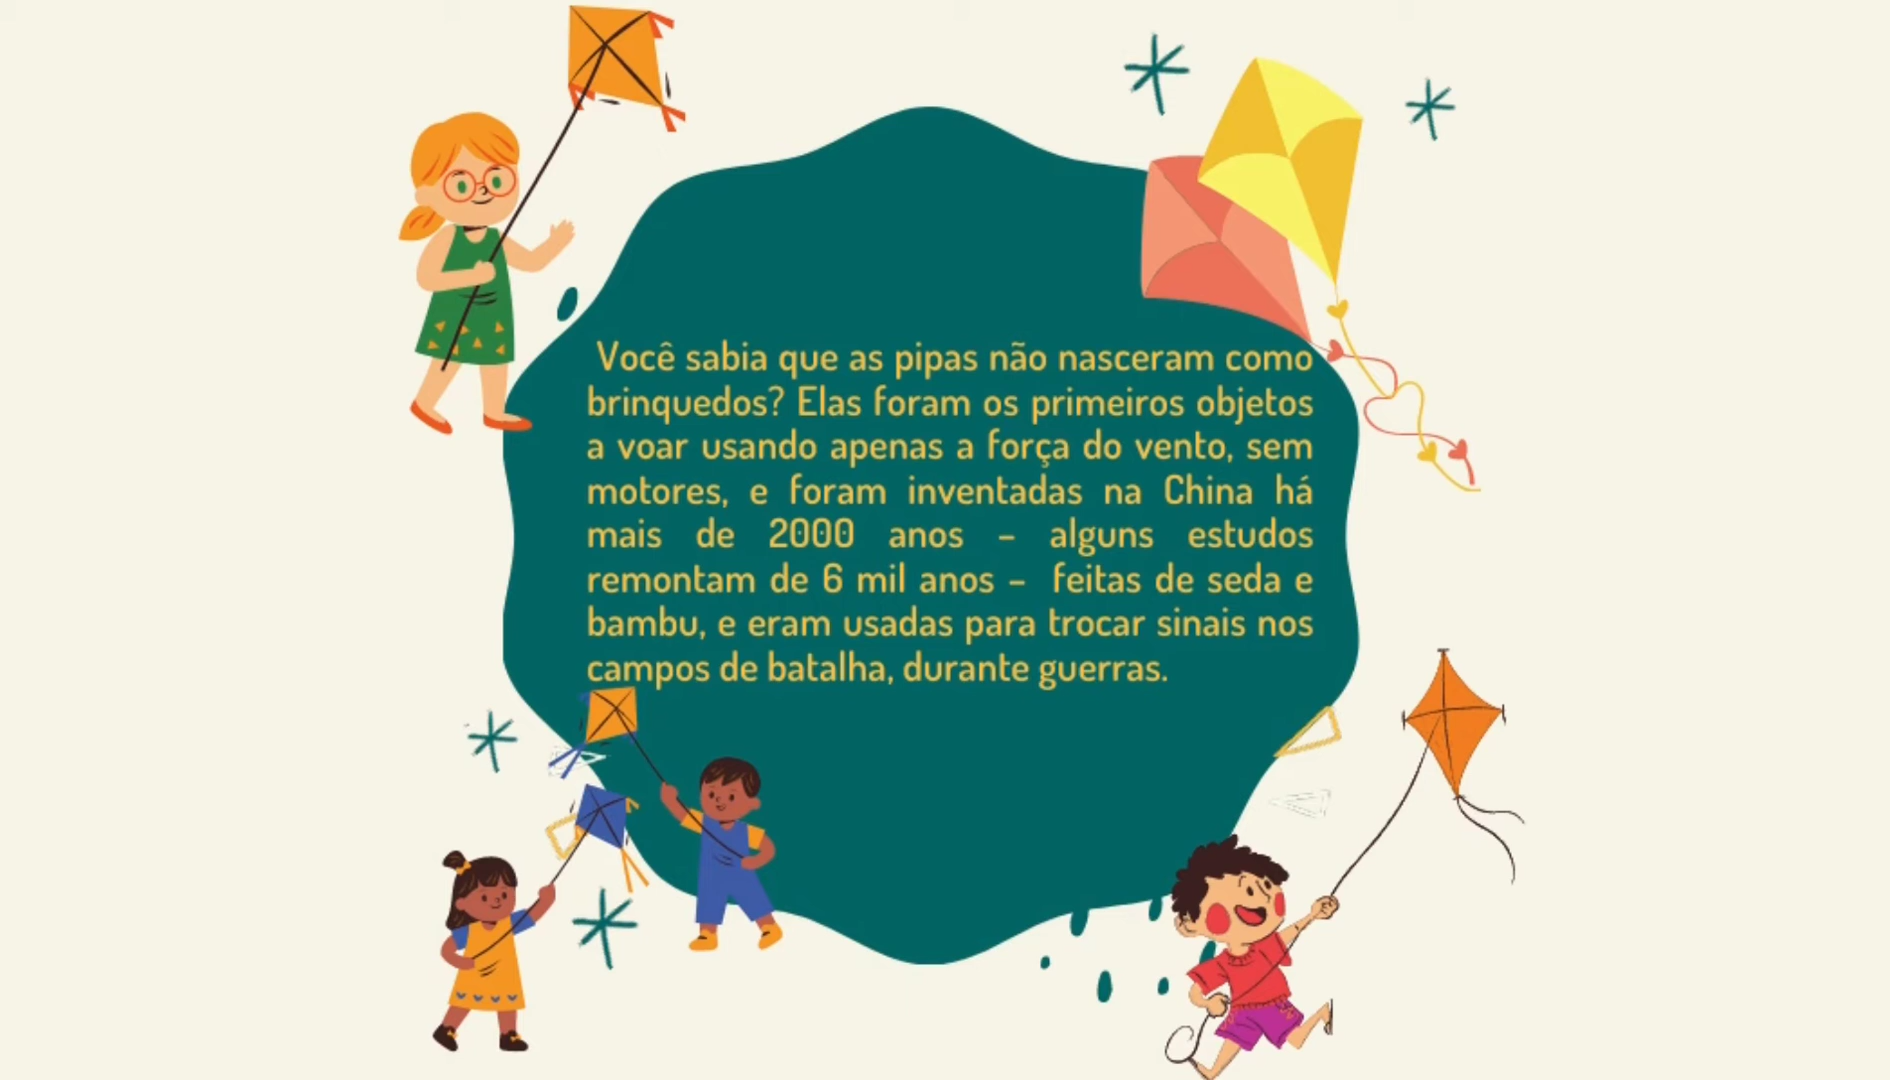 Você sabia que as pipas não nasceram como
brinquedos? Elas foram os primeiros objetos
a voar usando apenas a força do vento, sem
motores, e foram inventadas na China há
mais de 2000 anos – alguns estudos
remontam de 6 mil anos – feitas de seda e
bambu, e eram usadas para trocar sinais nos
campos de batalha, durante guerras.